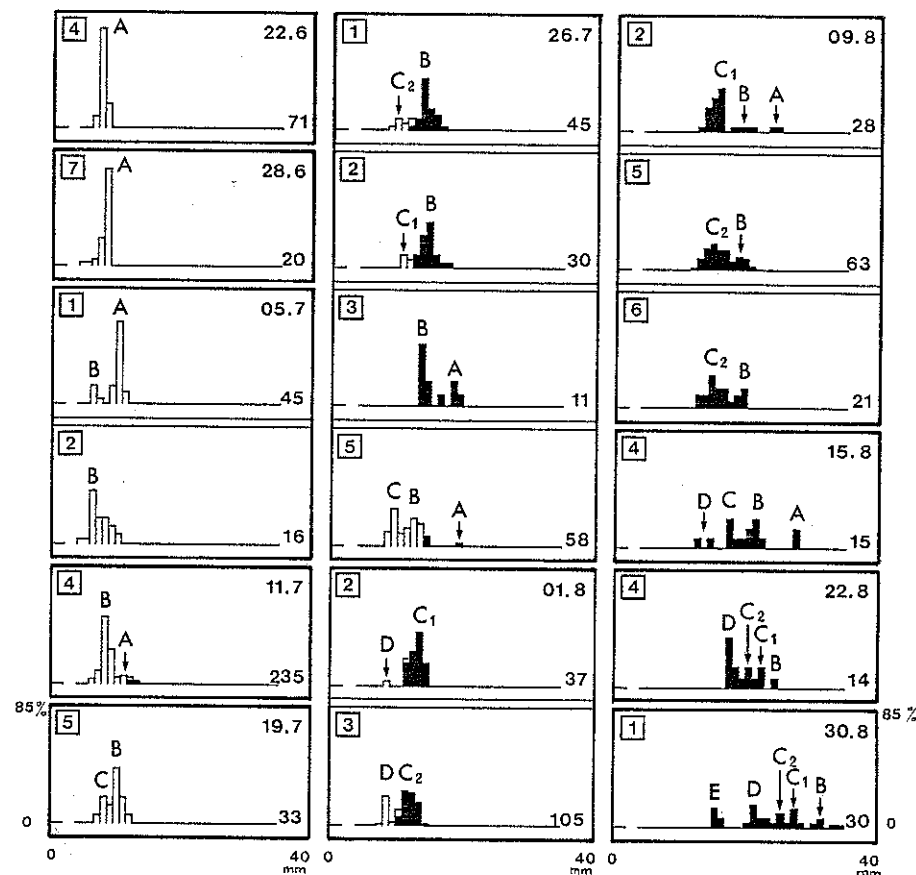 4 A 22.6
71
7 A 28.6
20
1 A 05.7
B
45
2 B
16
4 B 11.7
A
235
85%
5 B 19.7
C
33
0
0 40
mm
1 B 26.7
C2
45
2 B
C1
30
3 B
A
11
5 C B A
58
2 C1 01.8
D
37
3 D C2
105
0 40
mm
2 C1 09.8
B A
28
5 C2 B
63
6 C2 B
21
4 15.8
D C B A
15
4 22.8
D C2 C1
B
14
85%
1 30.8
C2 C1 B
E D
30
0
0 40
mm